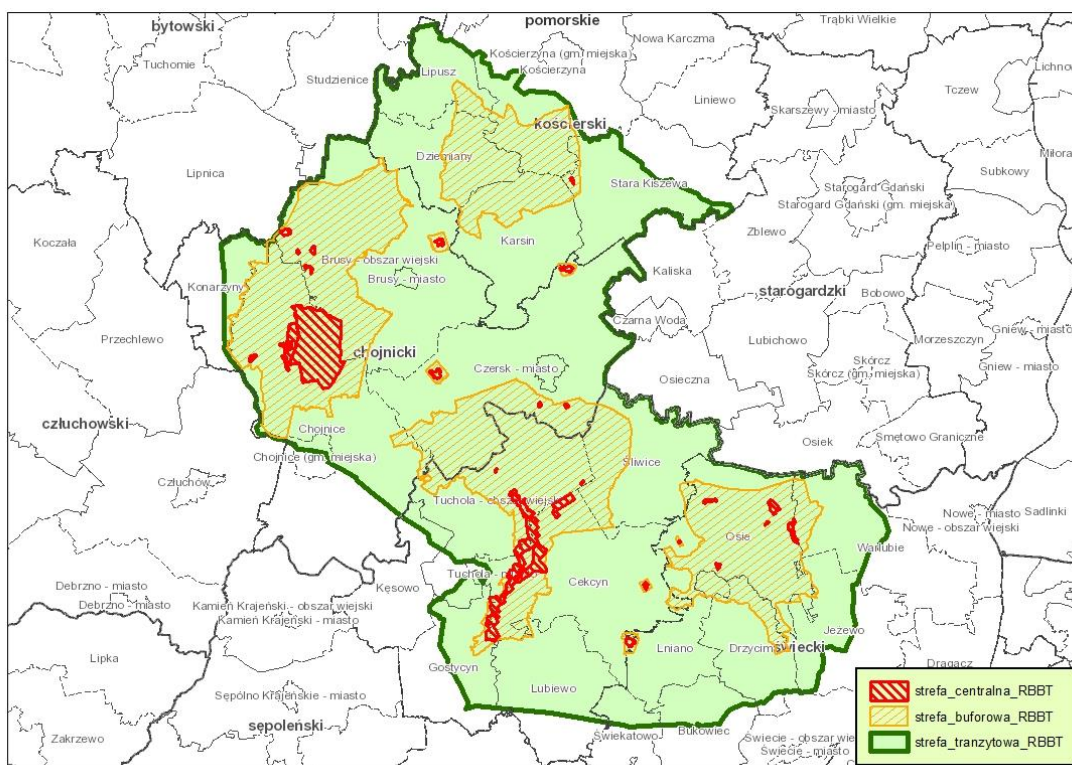 pomorskie
bytowski
Trąbki Wielkie
Nowa Karczma
Kościerzyna (gm. miejska)
Kościerzyna
Tuchomie
Studzienice
Lipusz
Lichnow
Tczew
Liniewo
Skarszewy - miasto
kościerski
Dziemiany
Miłora
Lipnica
Subkowy
Stara Kiszewa
Starogard Gdański
Starogard Gdański (gm. miejska)
Koczała
Zblewo
Karsin
Pelplin - miasto
Brusy - obszar wiejski
Brusy - miasto
Kaliska
Konarzyny
starogardzki
Bobowo
Czarna Woda
Gniew - miasto
Przechlewo
Lubichowo
Morzeszczyn
chojnicki
Skórcz
Skórcz (gm. miejska)
Gniew - miasto
Czersk - miasto
Osieczna
człuchowski
Chojnice
Smętowo Graniczne
Osiek
Chojnice (gm. miejska)
Śliwice
Człuchów
Tuchola - obszar wiejski
Nowe - miasto
Sadlinki
Nowe - obszar wiejski
Osie
Warlubie
Tuchola - m
Cekcyn
Debrzno - miasto
Kęsowo
Debrzno - miasto
Kamień Krajeński - obszar wiejski
Kamień Krajeński - miasto
Jeżewo
Lniano
Drzycim
świecki
Lipka
Gostycyn
Dragacz
Lubiewo
Sępólno Krajeńskie - miasto
sępoleński
Zakrzewo
Świekatowo
Bukowiec
Świecie - obszar wie
Świecie - miasto
strefa_centralna_RBBT
strefa_buforowa_RBBT
strefa_tranzytowa_RBBT